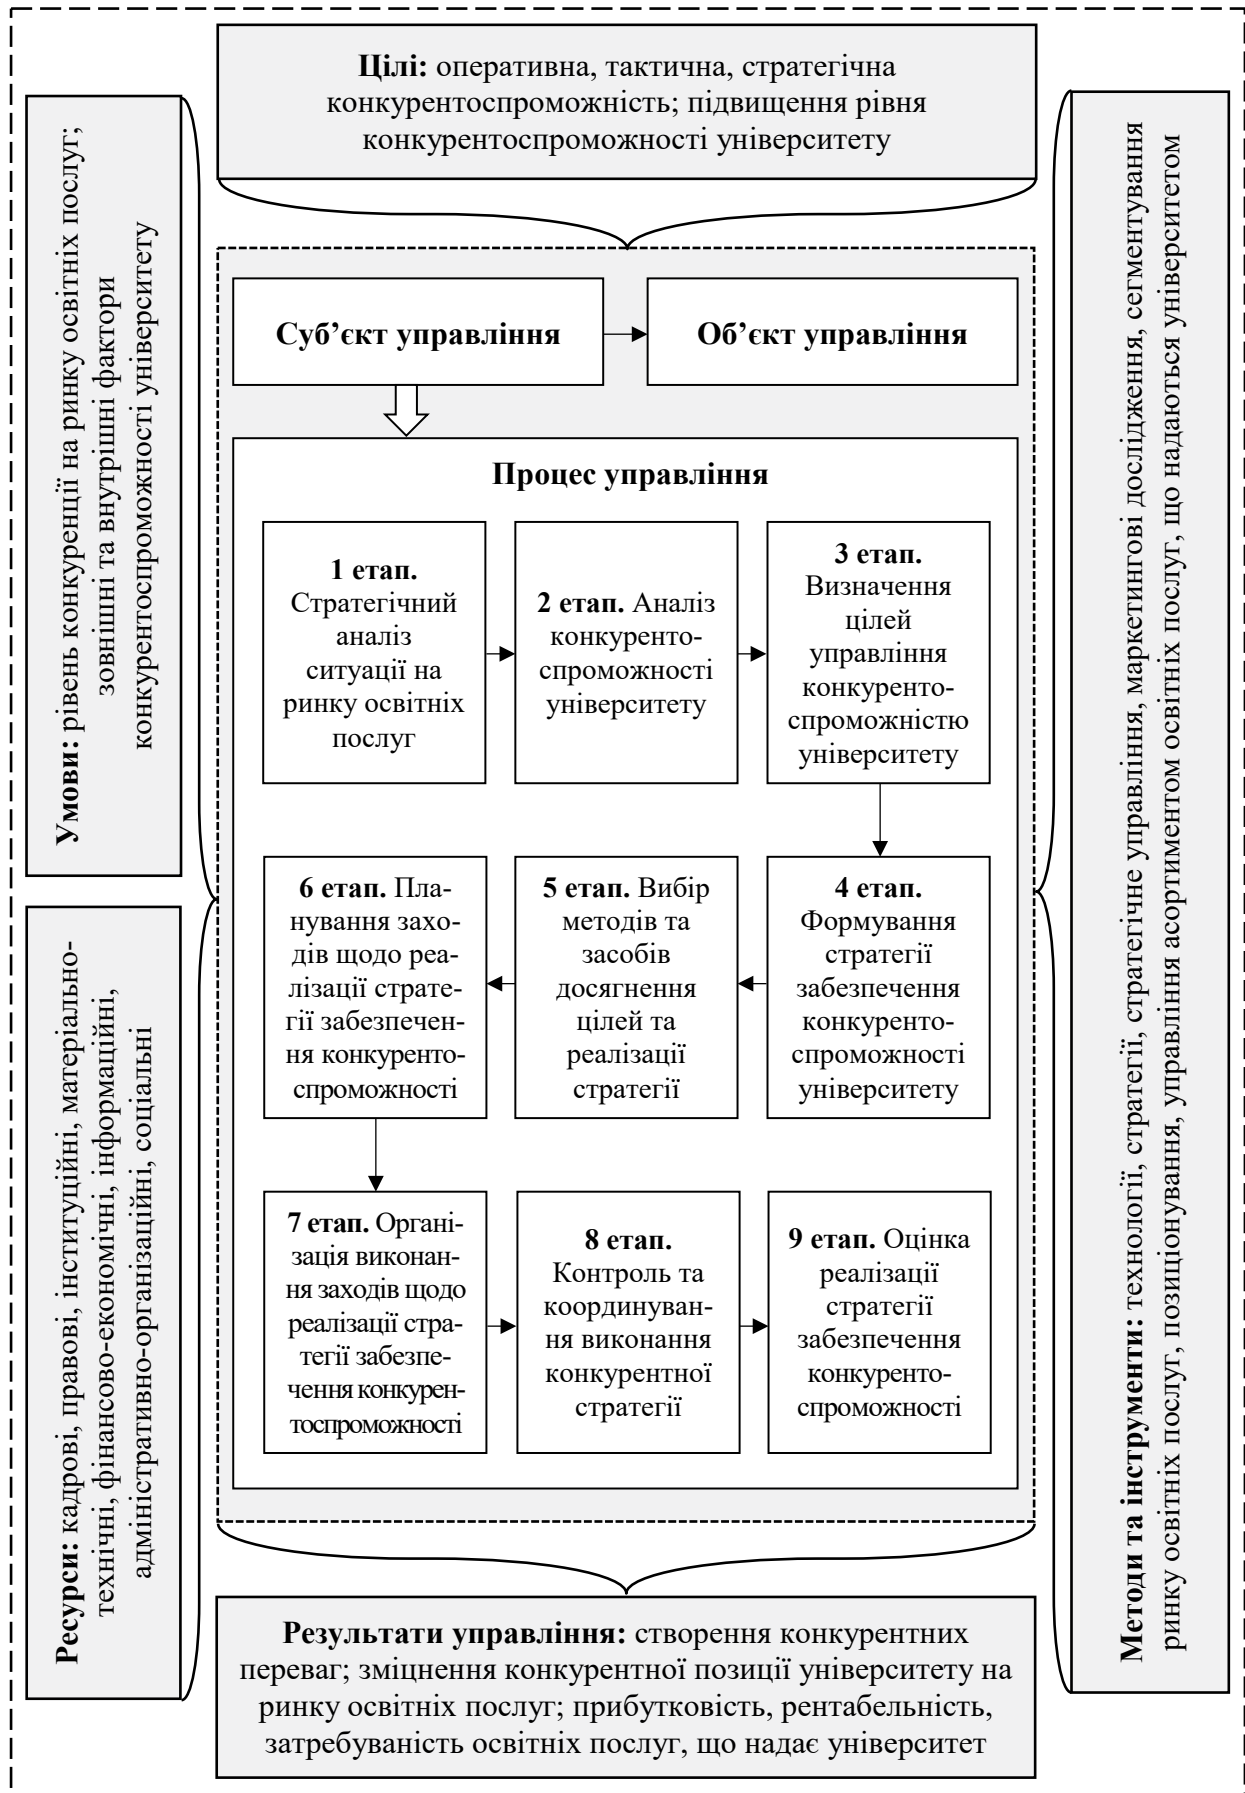 Цілі: оперативна, тактична, стратегічна
конкурентоспроможність; підвищення рівня
конкурентоспроможності університету
Умови: рівень конкуренції на ринку освітніх послуг;
зовнішні та внутрішні фактори
конкурентоспроможності університету
Ресурси: кадрові, правові, інституційні, матеріально-
технічні, фінансово-економічні, інформаційні,
адміністративно-організаційні, соціальні
Суб’єкт управління
Об’єкт управління
Процес управління
1 етап.
Стратегічний
аналіз
ситуації на
ринку освітніх
послуг
2 етап. Аналіз
конкуренто-
спроможності
університету
3 етап.
Визначення
цілей
управління
конкуренто-
спроможністю
університету
4 етап.
Формування
стратегії
забезпечення
конкуренто-
спроможності
університету
5 етап. Вибір
методів та
засобів
досягнення
цілей та
реалізації
стратегії
6 етап. Пла-
нування захо-
дів щодо реа-
лізації страте-
гії забезпечен-
ня конкуренто-
спроможності
7 етап. Органі-
зація виконан-
ня заходів щодо
реалізації стра-
тегії забезпе-
чення конкурен-
тоспроможності
8 етап.
Контроль та
координуван-
ня виконання
конкурентної
стратегії
9 етап. Оцінка
реалізації
стратегії
забезпечення
конкуренто-
спроможності
Методи та інструменти: технології, стратегії, стратегічне управління, маркетингові дослідження, сегментування
ринку освітніх послуг, позиціонування, управління асортиментом освітніх послуг, що надаються університетом
Результати управління: створення конкурентних
переваг; зміцнення конкурентної позиції університету на
ринку освітніх послуг; прибутковість, рентабельність,
затребуваність освітніх послуг, що надає університет